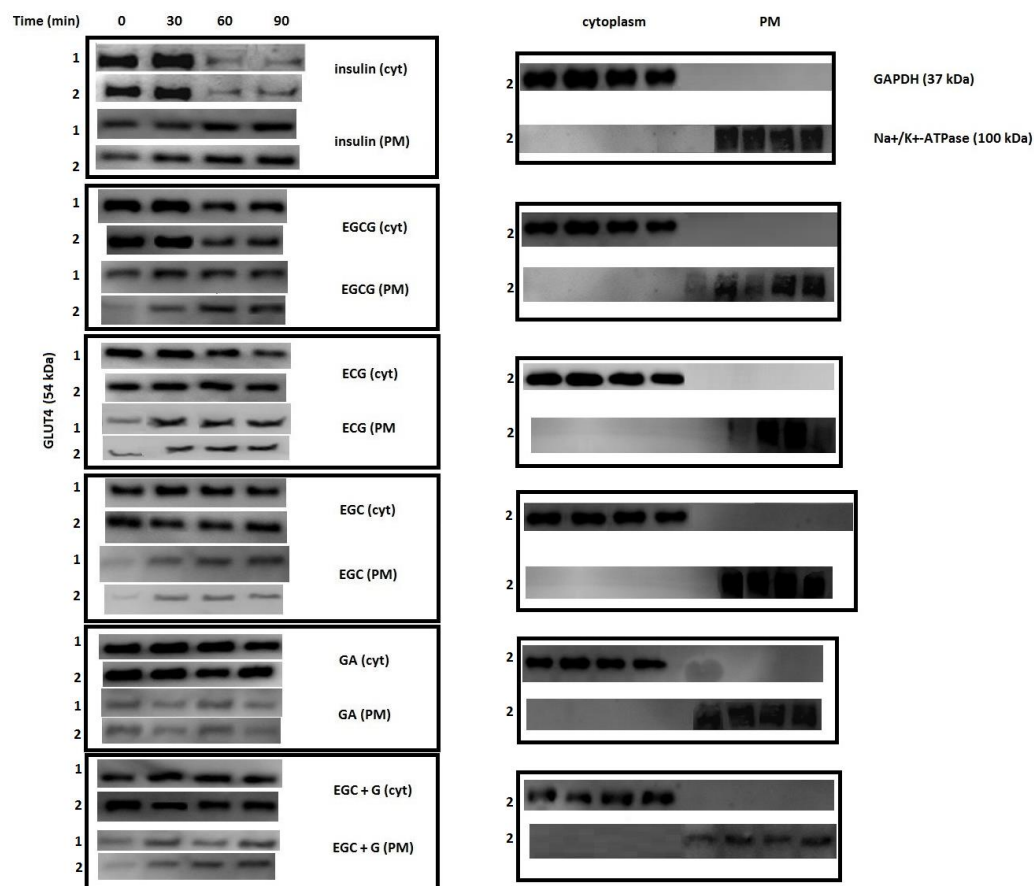 Time (min) 0 30 60 90 cytoplasm PM
1 insulin (cyt)
2
1 insulin (PM)
2
2 GAPDH (37 kDa)
2 Na+/K+-ATPase (100 kDa)
1 EGCG (cyt)
2
1 EGCG (PM)
2
2
2
GLUT4 (54 kDa)
1 ECG (cyt)
2
1 ECG (PM
2
2
2
1 EGC (cyt)
2
1 EGC (PM)
2
2
2
1 GA (cyt)
2
1 GA (PM)
2
2
2
1 EGC + G (cyt)
2
1 EGC + G (PM)
2
2
2